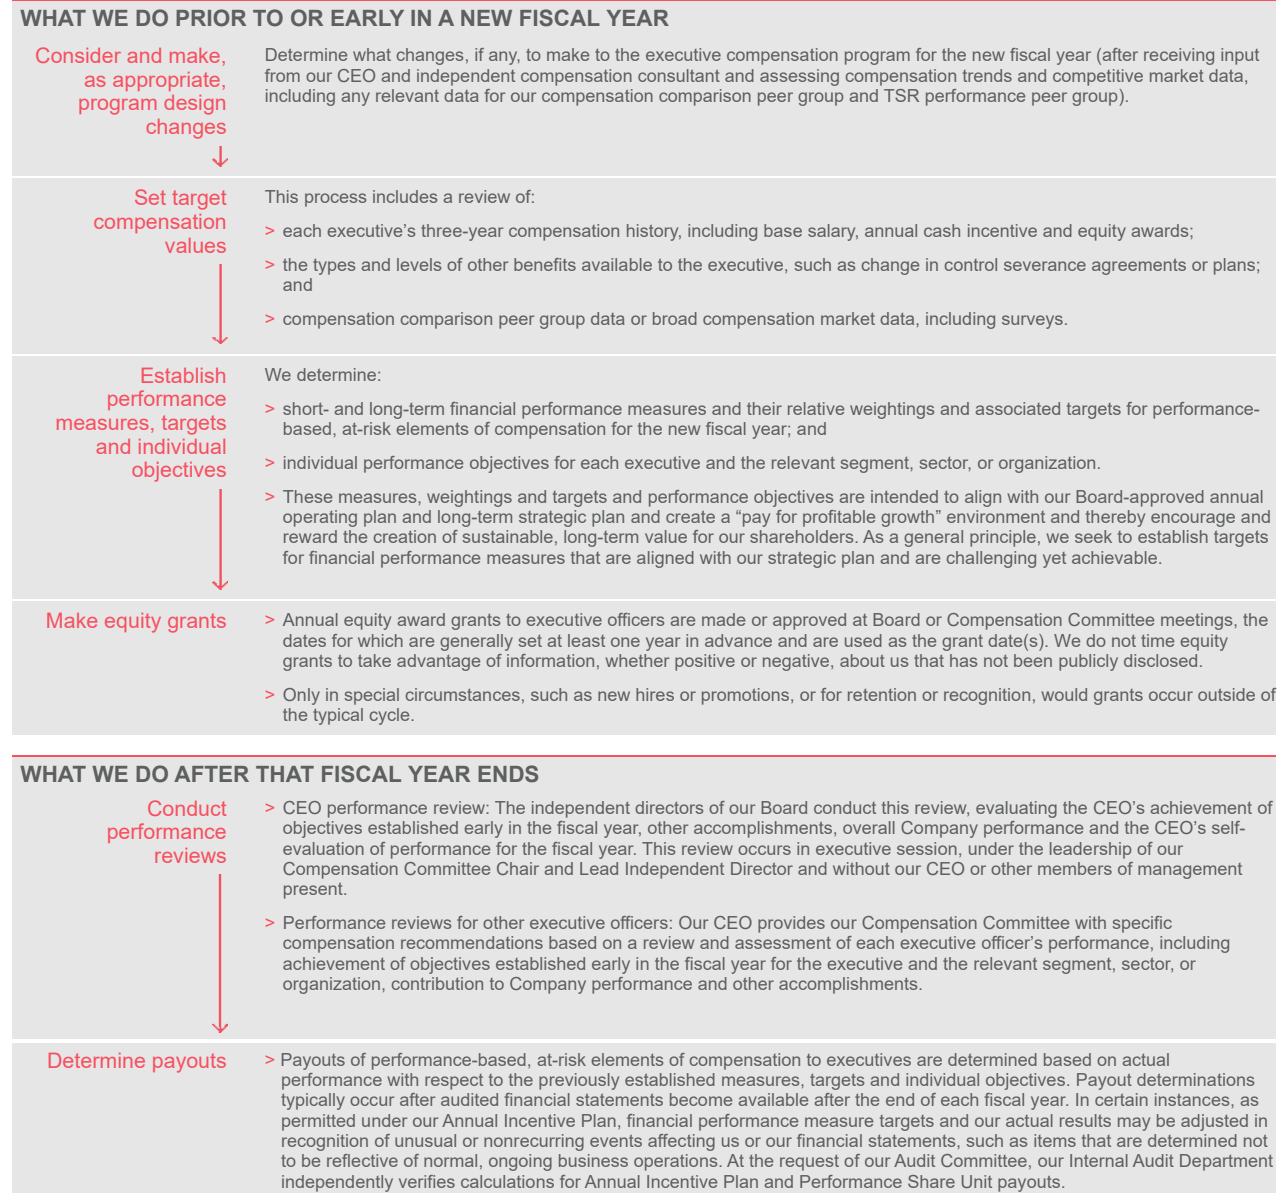 WHAT WE DO PRIOR TO OR EARLY IN A NEW FISCAL YEAR
Consider and make,
as appropriate,
program design
changes
Determine what changes, if any, to make to the executive compensation program for the new fiscal year (after receiving input
from our CEO and independent compensation consultant and assessing compensation trends and competitive market data,
including any relevant data for our compensation comparison peer group and TSR performance peer group).
Set target
compensation
values
This process includes a review of:
> each executive’s three-year compensation history, including base salary, annual cash incentive and equity awards;
> the types and levels of other benefits available to the executive, such as change in control severance agreements or plans;
and
> compensation comparison peer group data or broad compensation market data, including surveys.
Establish
performance
measures, targets
and individual
objectives
We determine:
> short- and long-term financial performance measures and their relative weightings and associated targets for performance-
based, at-risk elements of compensation for the new fiscal year; and
> individual performance objectives for each executive and the relevant segment, sector, or organization.
> These measures, weightings and targets and performance objectives are intended to align with our Board-approved annual
operating plan and long-term strategic plan and create a “pay for profitable growth” environment and thereby encourage and
reward the creation of sustainable, long-term value for our shareholders. As a general principle, we seek to establish targets
for financial performance measures that are aligned with our strategic plan and are challenging yet achievable.
Make equity grants
> Annual equity award grants to executive officers are made or approved at Board or Compensation Committee meetings, the
dates for which are generally set at least one year in advance and are used as the grant date(s). We do not time equity
grants to take advantage of information, whether positive or negative, about us that has not been publicly disclosed.
> Only in special circumstances, such as new hires or promotions, or for retention or recognition, would grants occur outside of
the typical cycle.
WHAT WE DO AFTER THAT FISCAL YEAR ENDS
Conduct
performance
reviews
> CEO performance review: The independent directors of our Board conduct this review, evaluating the CEO’s achievement of
objectives established early in the fiscal year, other accomplishments, overall Company performance and the CEO’s self-
evaluation of performance for the fiscal year. This review occurs in executive session, under the leadership of our
Compensation Committee Chair and Lead Independent Director and without our CEO or other members of management
present.
> Performance reviews for other executive officers: Our CEO provides our Compensation Committee with specific
compensation recommendations based on a review and assessment of each executive officer’s performance, including
achievement of objectives established early in the fiscal year for the executive and the relevant segment, sector, or
organization, contribution to Company performance and other accomplishments.
Determine payouts
> Payouts of performance-based, at-risk elements of compensation to executives are determined based on actual
performance with respect to the previously established measures, targets and individual objectives. Payout determinations
typically occur after audited financial statements become available after the end of each fiscal year. In certain instances, as
permitted under our Annual Incentive Plan, financial performance measure targets and our actual results may be adjusted in
recognition of unusual or nonrecurring events affecting us or our financial statements, such as items that are determined not
to be reflective of normal, ongoing business operations. At the request of our Audit Committee, our Internal Audit Department
independently verifies calculations for Annual Incentive Plan and Performance Share Unit payouts.